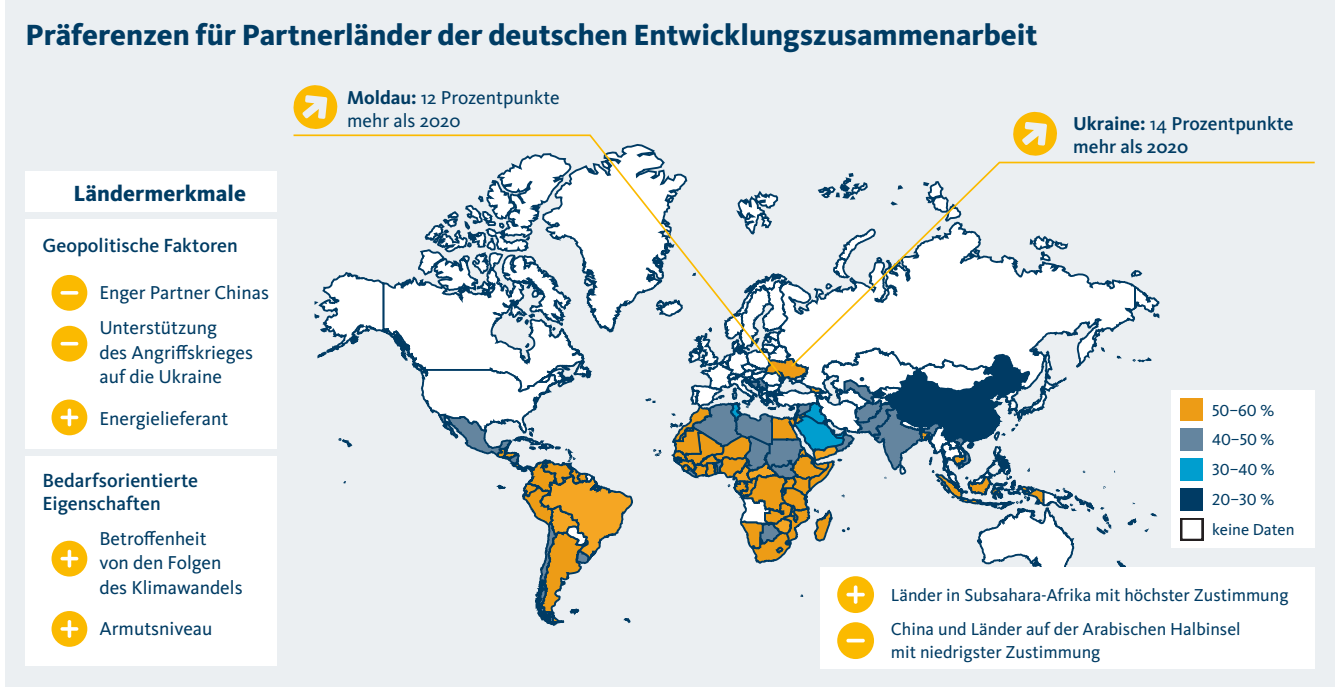 Präferenzen für Partnerländer der deutschen Entwicklungszusammenarbeit
Moldau: 12 Prozentpunkte
mehr als 2020
Ukraine: 14 Prozentpunkte
mehr als 2020
Ländermerkmale
Geopolitische Faktoren
Enger Partner Chinas
Unterstützung
des Angriffskrieges
auf die Ukraine
Energielieferant
Bedarfsorientierte
Eigenschaften
Betroffenheit
von den Folgen
des Klimawandels
Armutsniveau
50–60 %
40–50 %
30–40 %
20–30 %
keine Daten
Länder in Subsahara-Afrika mit höchster Zustimmung
China und Länder auf der Arabischen Halbinsel
mit niedrigster Zustimmung